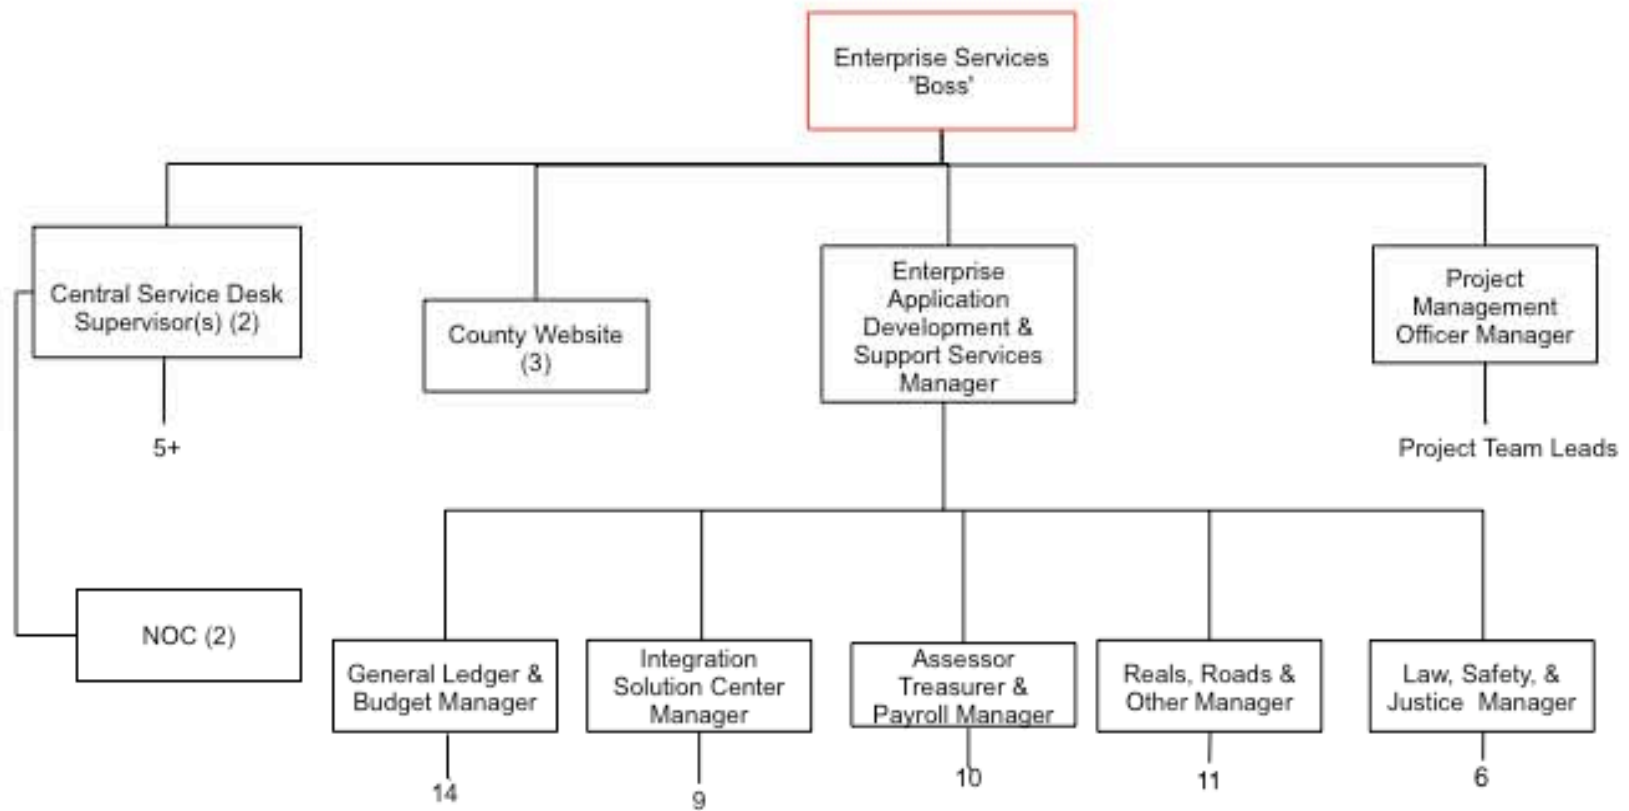 Enterprise Services
"Boss"
Central Service Desk
Supervisor(s) (2)
5+
NOC (2)
County Website
(3)
Enterprise
Application
Development &
Support Services
Manager
Project
Management
Officer Manager
Project Team Leads
General Ledger &
Budget Manager
14
Integration
Solution Center
Manager
9
Assessor
Treasurer &
Payroll Manager
10
Reals, Roads &
Other Manager
11
Law, Safety, &
Justice  Manager
6